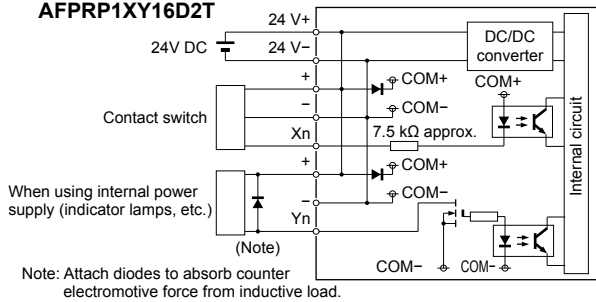 AFPRP1XY16D2T
24 V+
24V DC
24 V−
DC/DC
converter
+
COM+
COM+
−
COM−
Contact switch
Xn
7.5 kΩ approx.
Internal circuit
+
COM+
When using internal power
supply (indicator lamps, etc.)
−
COM−
Yn
(Note)
COM−
COM−
Note: Attach diodes to absorb counter
electromotive force from inductive load.